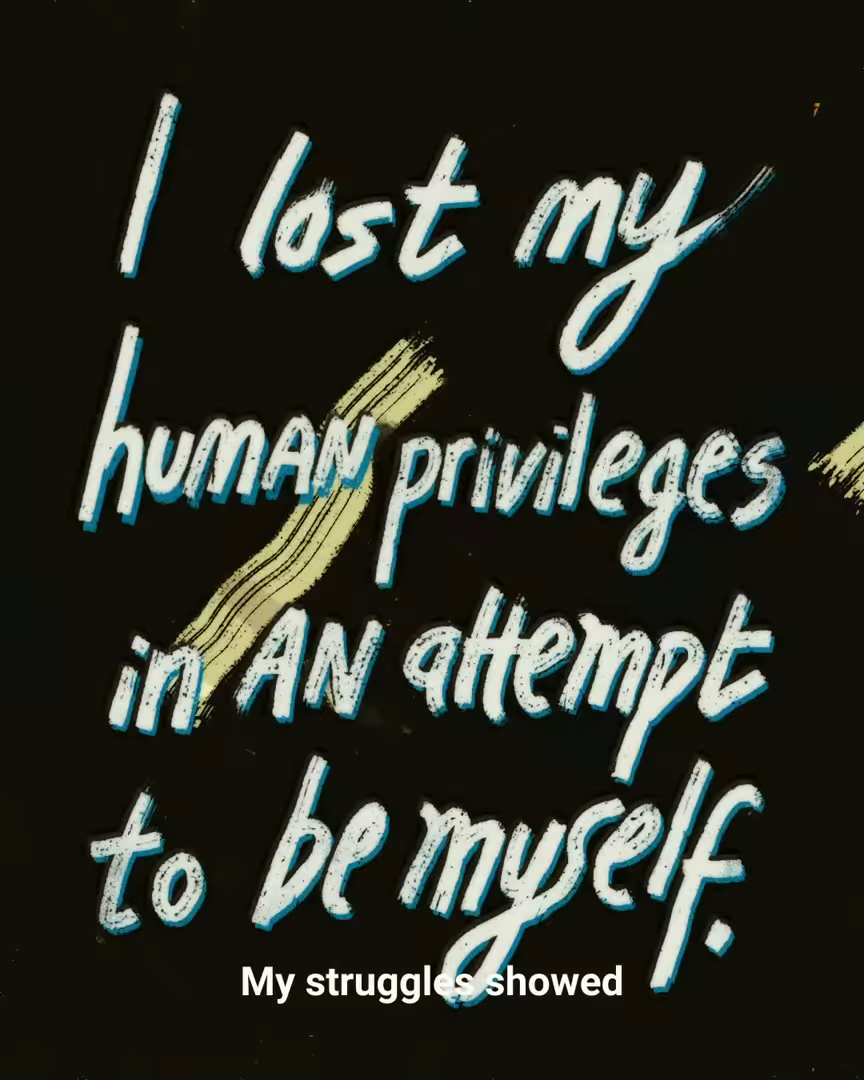 I lost my
humAN privileges
in AN attempt
to be myself.
My struggles showed